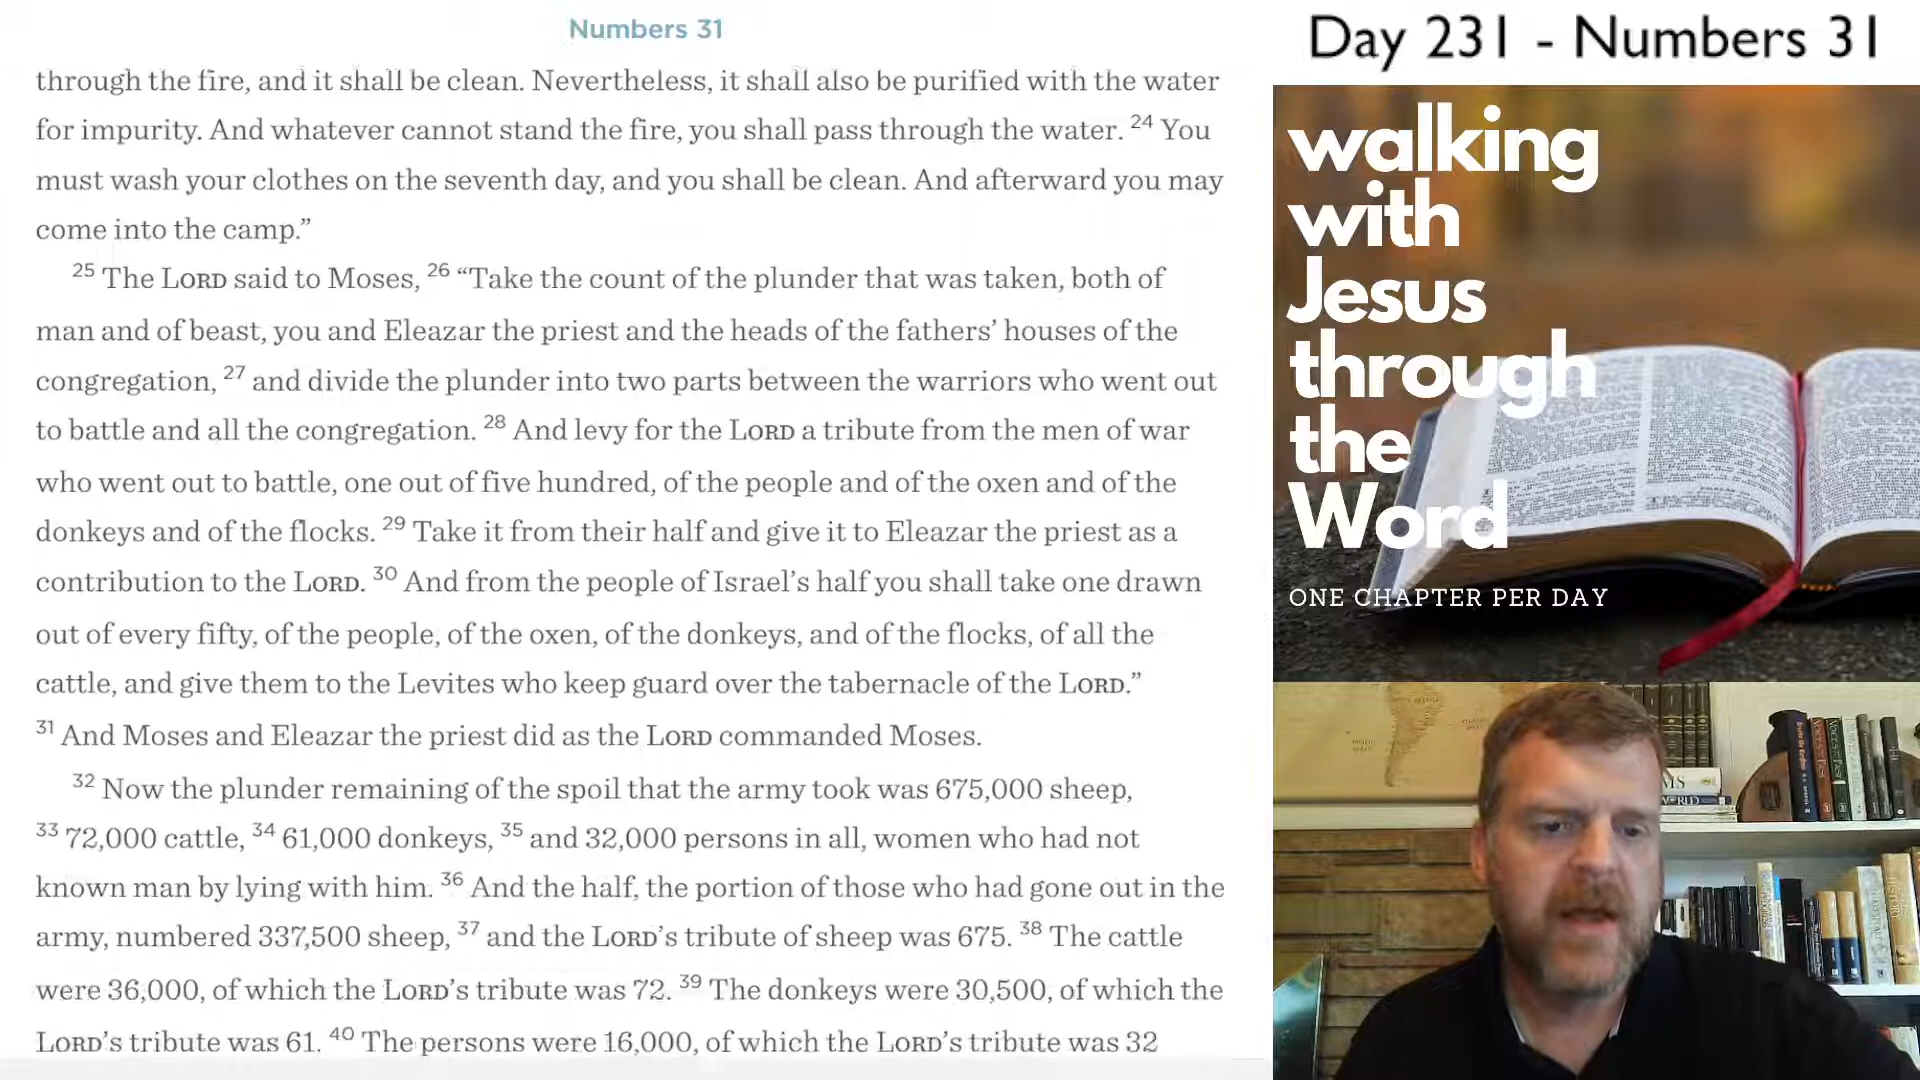 Numbers 31
through the fire, and it shall be clean. Nevertheless, it shall also be purified with the water
for impurity. And whatever cannot stand the fire, you shall pass through the water. 24 You
must wash your clothes on the seventh day, and you shall be clean. And afterward you may
come into the camp.”
25 The LORD said to Moses, 26 “Take the count of the plunder that was taken, both of
man and of beast, you and Eleazar the priest and the heads of the fathers’ houses of the
congregation, 27 and divide the plunder into two parts between the warriors who went out
to battle and all the congregation. 28 And levy for the LORD a tribute from the men of war
who went out to battle, one out of five hundred, of the people and of the oxen and of the
donkeys and of the flocks. 29 Take it from their half and give it to Eleazar the priest as a
contribution to the LORD. 30 And from the people of Israel’s half you shall take one drawn
out of every fifty, of the people, of the oxen, of the donkeys, and of the flocks, of all the
cattle, and give them to the Levites who keep guard over the tabernacle of the LORD.”
31 And Moses and Eleazar the priest did as the LORD commanded Moses.
32 Now the plunder remaining of the spoil that the army took was 675,000 sheep,
33 72,000 cattle, 34 61,000 donkeys, 35 and 32,000 persons in all, women who had not
known man by lying with him. 36 And the half, the portion of those who had gone out in the
army, numbered 337,500 sheep, 37 and the LORD’s tribute of sheep was 675. 38 The cattle
were 36,000, of which the LORD’s tribute was 72. 39 The donkeys were 30,500, of which the
LORD’s tribute was 61. 40 The persons were 16,000, of which the LORD’s tribute was 32
Day 231 - Numbers 31
walking
with
Jesus
through
the
Word
ONE CHAPTER PER DAY